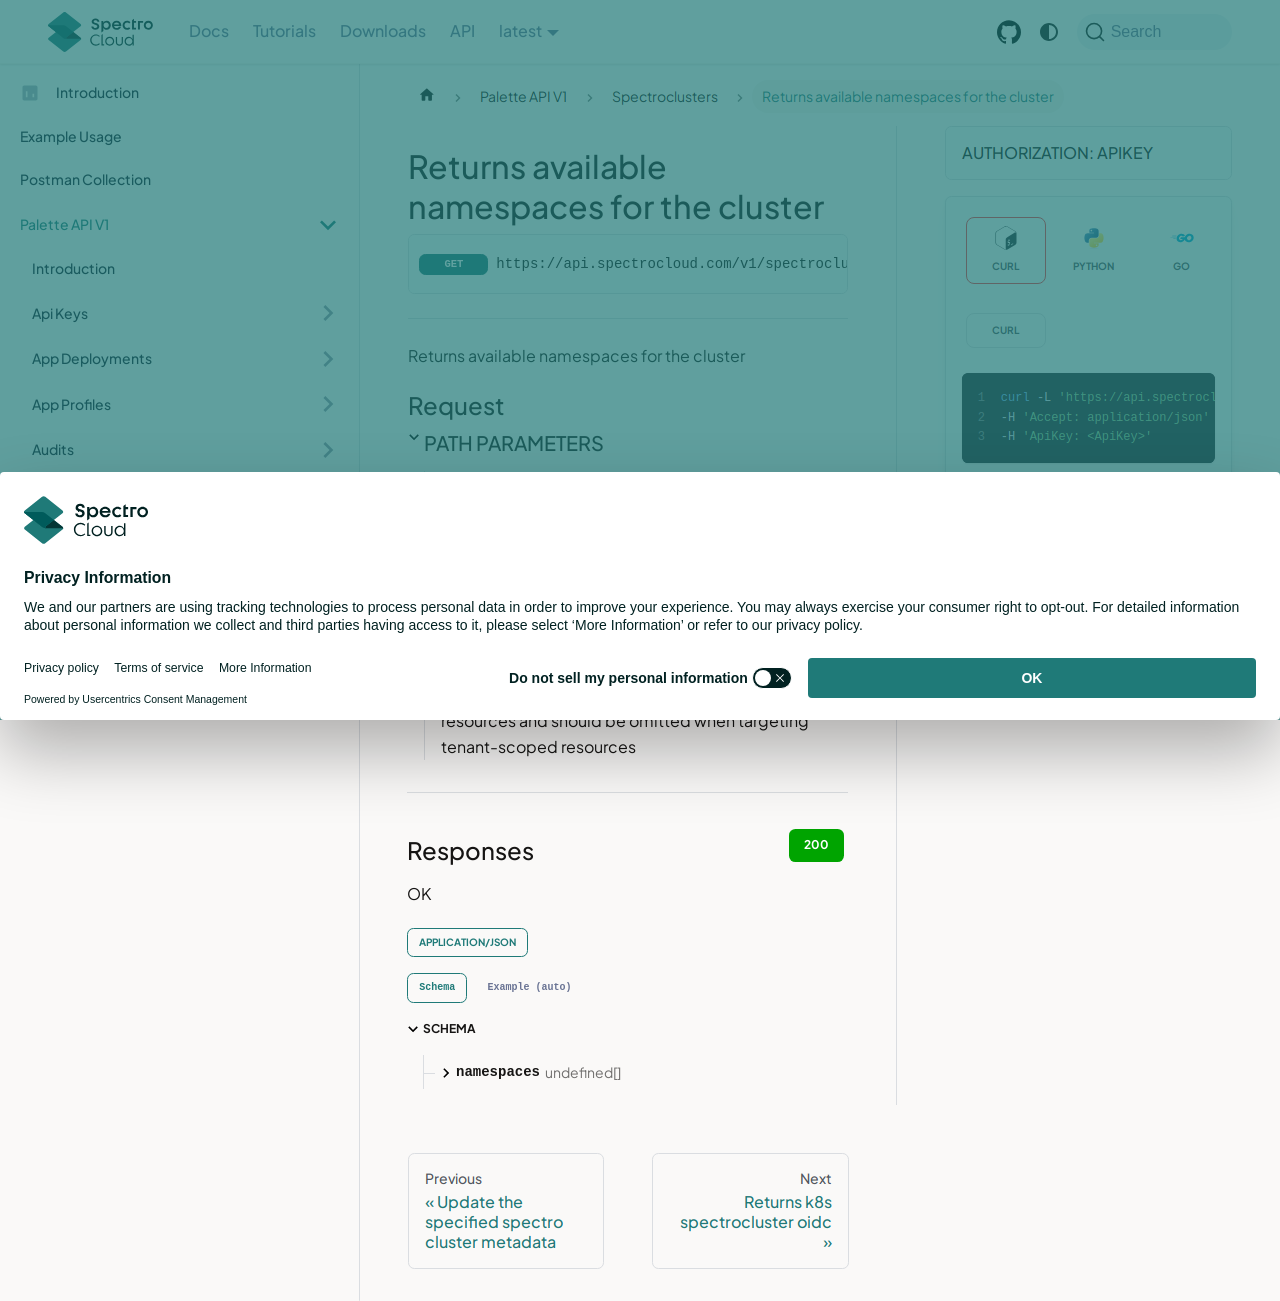 Spectro Cloud
Docs
Tutorials
Downloads
API
latest
Search
Introduction
Example Usage
Postman Collection
Palette API V1
Introduction
Api Keys
App Deployments
App Profiles
Audits
Palette API V1
Spectroclusters
Returns available namespaces for the cluster
Returns available
namespaces for the cluster
GET https://api.spectrocloud.com/v1/spectroclu
Returns available namespaces for the cluster
Request
PATH PARAMETERS
AUTHORIZATION: APIKEY
CURL
PYTHON
GO
CURL
1 curl -L 'https://api.spectrocl
2 -H 'Accept: application/json'
3 -H 'ApiKey: <ApiKey>'
Spectro
Cloud
Privacy Information
We and our partners are using tracking technologies to process personal data in order to improve your experience. You may always exercise your consumer right to opt-out. For detailed information
about personal information we collect and third parties having access to it, please select ‘More Information’ or refer to our privacy policy.
Privacy policy
Terms of service
More Information
Powered by Usercentrics Consent Management
Do not sell my personal information
OK
resources and should be omitted when targeting
tenant-scoped resources
Responses
200
OK
APPLICATION/JSON
Schema
Example (auto)
SCHEMA
namespaces undefined[]
Previous
« Update the
specified spectro
cluster metadata
Next
Returns k8s
spectrocluster oidc
»